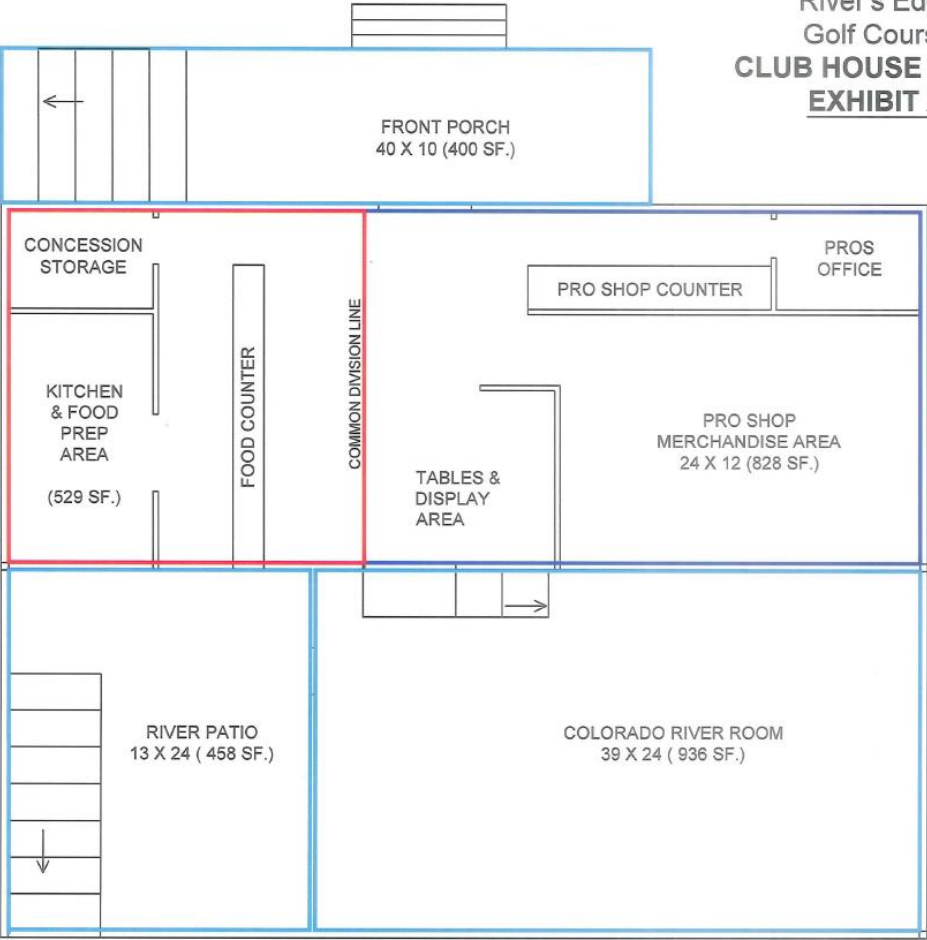 River's
Golf
CLUB HOUSE
EXHIBIT
FRONT PORCH
40 X 10 (400 SF.)
CONCESSION
STORAGE
PROS
OFFICE
PRO SHOP COUNTER
KITCHEN
& FOOD
PREP
AREA
(529 SF.)
FOOD COUNTER
COMMON DIVISION LINE
PRO SHOP
MERCHANDISE AREA
24 X 12 (828 SF.)
TABLES &
DISPLAY
AREA
RIVER PATIO
13 X 24 ( 458 SF.)
COLORADO RIVER ROOM
39 X 24 ( 936 SF.)